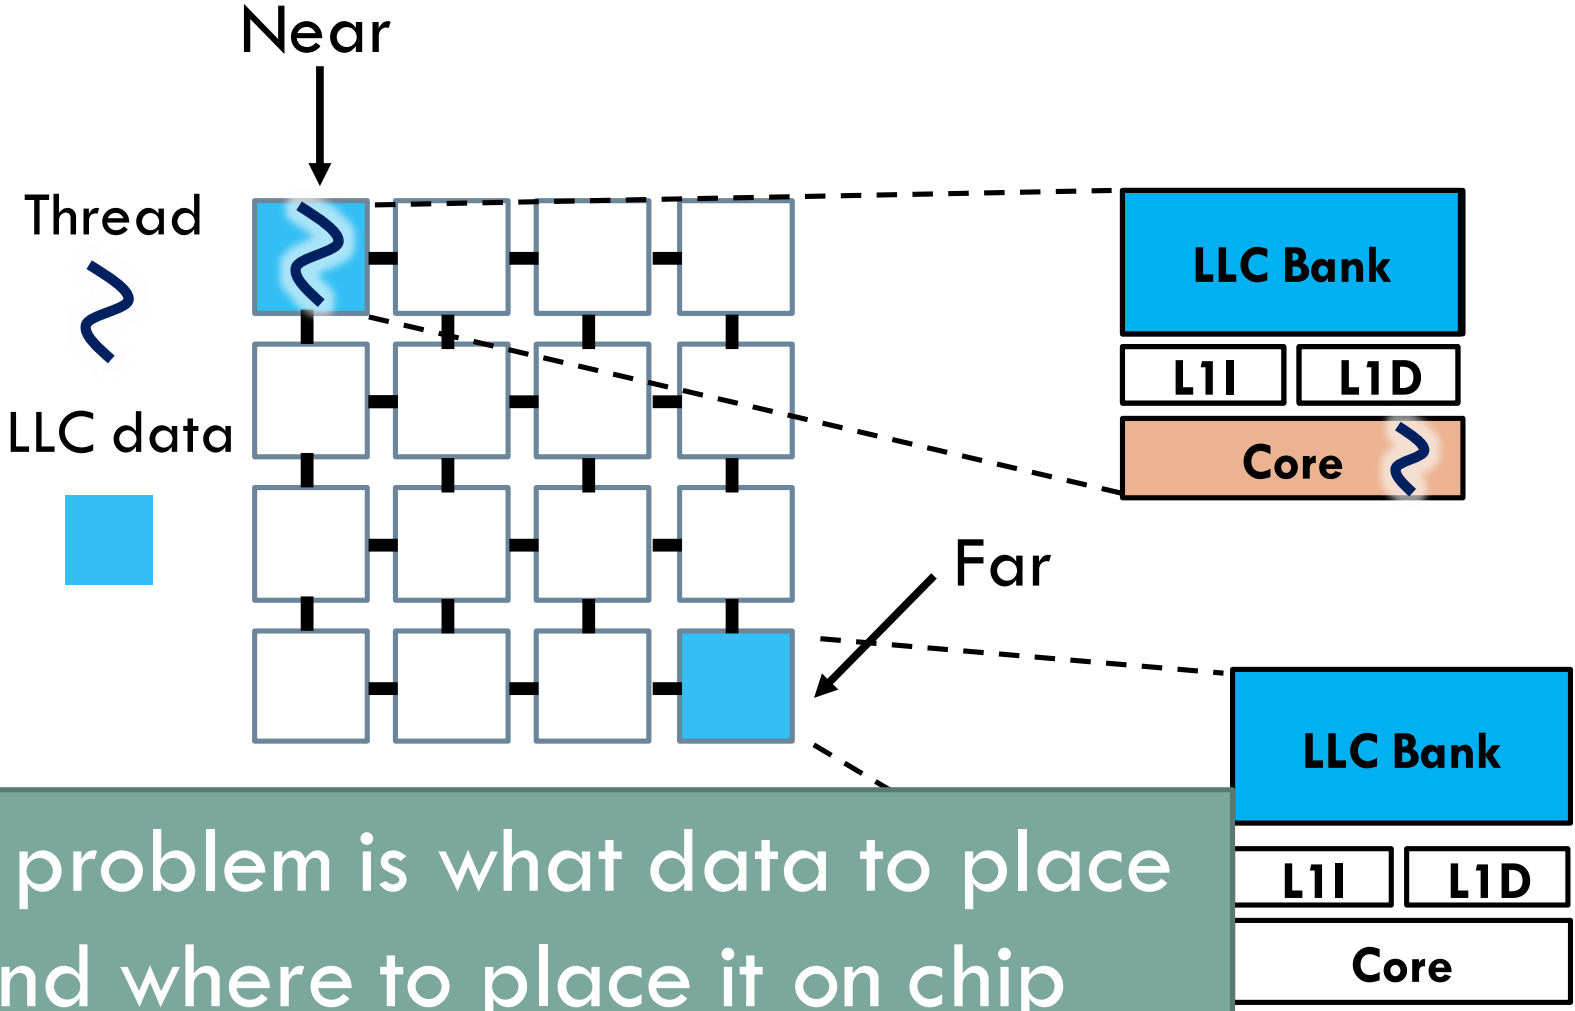 Near
Thread
LLC data
LLC Bank
L1I L1D
Core
Far
LLC Bank
L1I L1D
Core
problem is what data to place
where to place it on chip